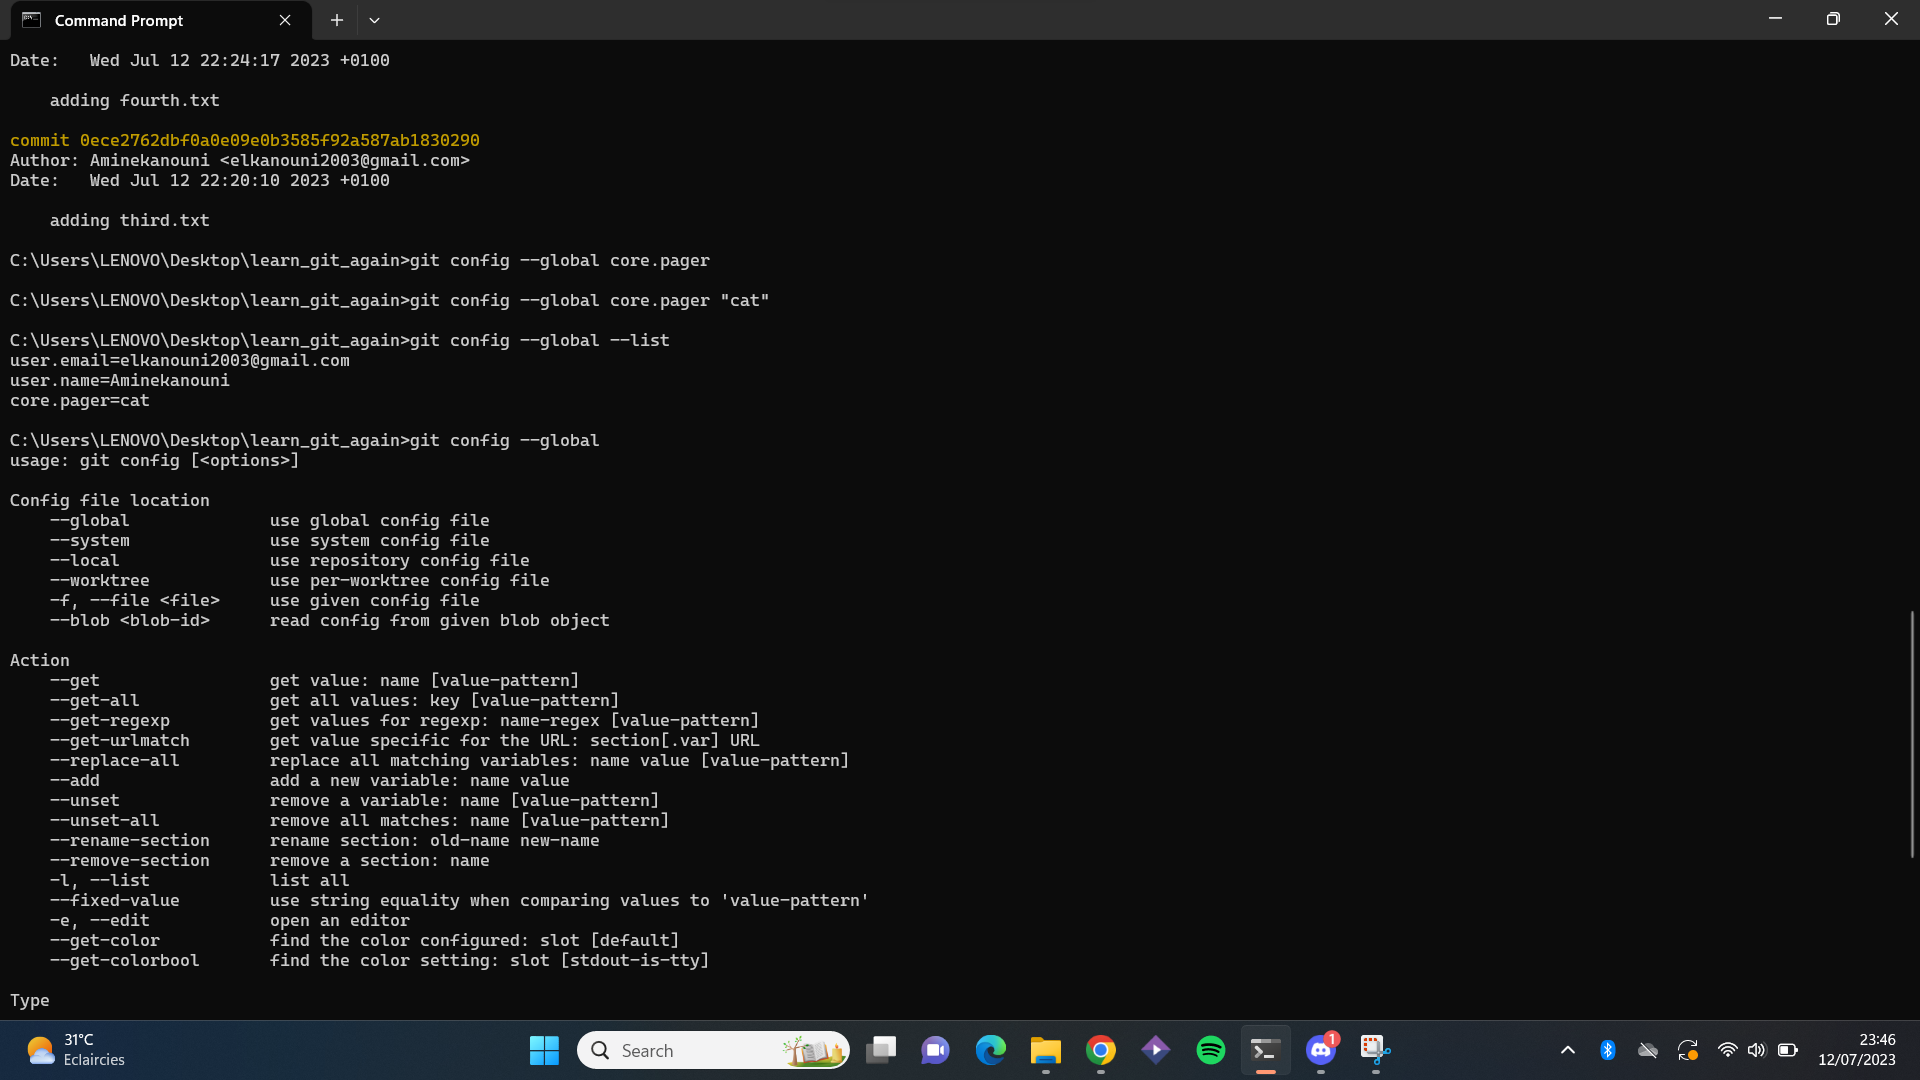 Command Prompt
Date:   Wed Jul 12 22:24:17 2023 +0100
    adding fourth.txt
commit 0ece2762dbf0a0e09e0b3585f92a587ab1830290
Author: Aminekanouni <elkanouni2003@gmail.com>
Date:   Wed Jul 12 22:20:10 2023 +0100
    adding third.txt
C:\Users\LENOVO\Desktop\learn_git_again>git config --global core.pager
C:\Users\LENOVO\Desktop\learn_git_again>git config --global core.pager "cat"
C:\Users\LENOVO\Desktop\learn_git_again>git config --global --list
user.email=elkanouni2003@gmail.com
user.name=Aminekanouni
core.pager=cat
C:\Users\LENOVO\Desktop\learn_git_again>git config --global
usage: git config [<options>]
Config file location
    --global              use global config file
    --system              use system config file
    --local               use repository config file
    --worktree            use per-worktree config file
    -f, --file <file>     use given config file
    --blob <blob-id>      read config from given blob object
Action
    --get                 get value: name [value-pattern]
    --get-all             get all values: key [value-pattern]
    --get-regexp          get values for regexp: name-regex [value-pattern]
    --get-urlmatch        get value specific for the URL: section[.var] URL
    --replace-all         replace all matching variables: name value [value-pattern]
    --add                 add a new variable: name value
    --unset               remove a variable: name [value-pattern]
    --unset-all           remove all matches: name [value-pattern]
    --rename-section      rename section: old-name new-name
    --remove-section      remove a section: name
    -l, --list            list all
    --fixed-value         use string equality when comparing values to 'value-pattern'
    -e, --edit            open an editor
    --get-color           find the color configured: slot [default]
    --get-colorbool       find the color setting: slot [stdout-is-tty]
Type
31°C
Eclaircies
Search
1
23:46
12/07/2023